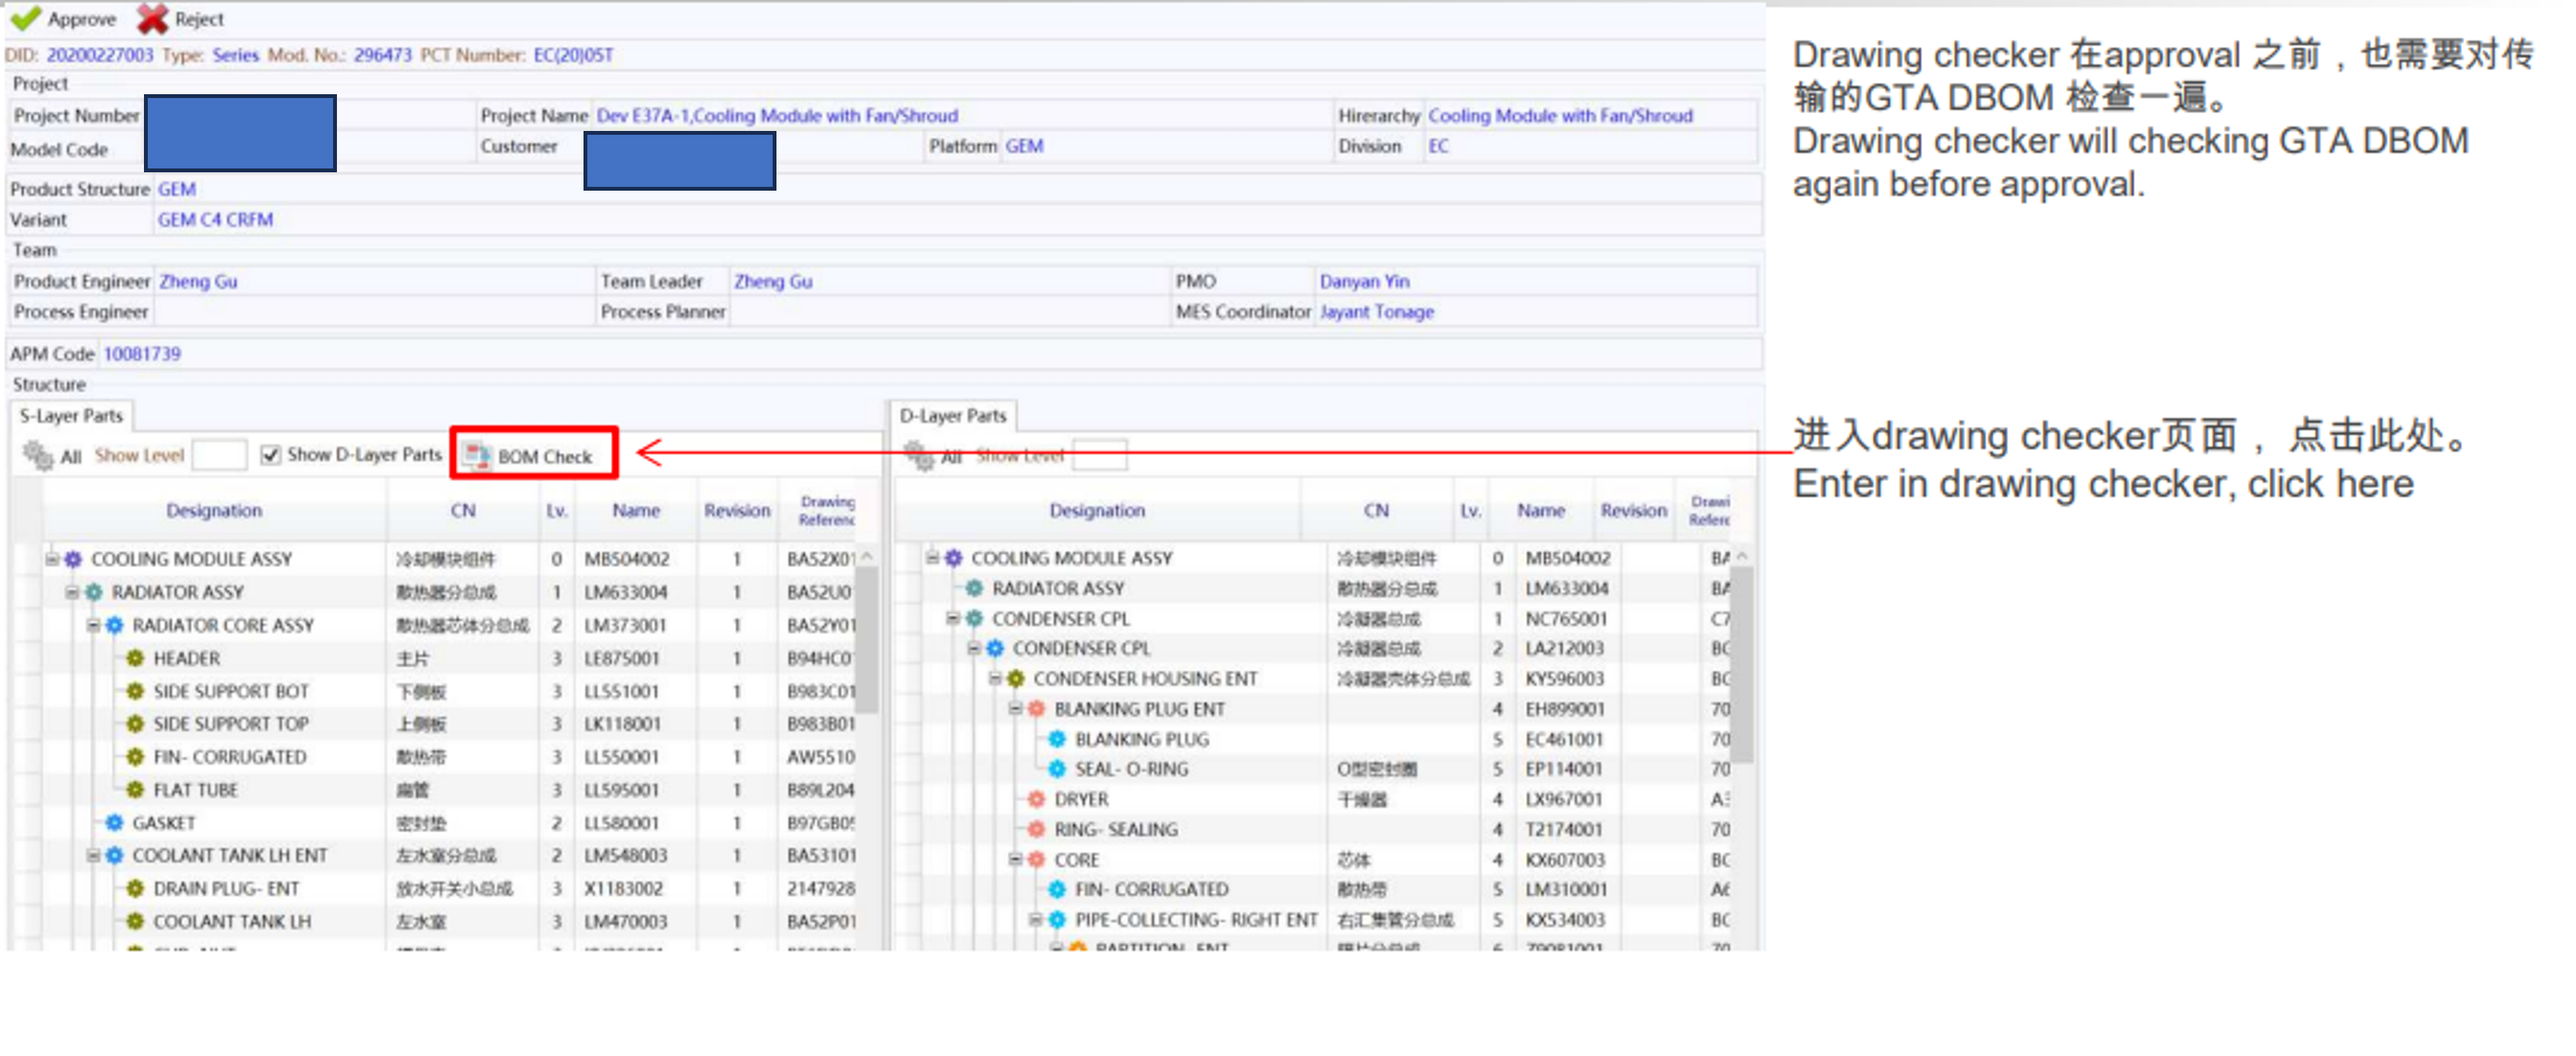 Approve Reject
DID: 20200227003 Type: Series Mod. No.: 296473 PCT Number: EC(20)05T
Project
Project Number Project Name Dev E37A-1,Cooling Module with Fan/Shroud Hirerarchy Cooling Module with Fan/Shroud
Model Code Customer Platform GEM Division EC
Product Structure GEM
Variant GEM C4 CRFM
Team
Product Engineer Zheng Gu Team Leader Zheng Gu PMO Danyan Yin
Process Engineer Process Planner MES Coordinator Jayant Tonage
APM Code 10081739
Structure
S-Layer Parts
All Show Level Show D-Layer Parts BOM Check
Designation CN Lv. Name Revision Drawing Referenc
COOLING MODULE ASSY 冷却模块组件 0 MB504002 1 BA52X01
RADIATOR ASSY 散热器分总成 1 LM633004 1 BA52U0
RADIATOR CORE ASSY 散热器芯体分总成 2 LM373001 1 BA52Y01
HEADER 主片 3 LE875001 1 B94HC0
SIDE SUPPORT BOT 下侧板 3 LL551001 1 B983C01
SIDE SUPPORT TOP 上侧板 3 LK118001 1 B983B01
FIN- CORRUGATED 散热带 3 LL550001 1 AW5510
FLAT TUBE 扁管 3 LL595001 1 B89L204
GASKET 密封垫 2 LL580001 1 B97GB0
COOLANT TANK LH ENT 左水室分总成 2 LM548003 1 BA53101
DRAIN PLUG- ENT 放水开关小总成 3 X1183002 1 2147928
COOLANT TANK LH 左水室 3 LM470003 1 BA52P01
D-Layer Parts
All Show Level
Designation CN Lv. Name Revision Drawi Refere
COOLING MODULE ASSY 冷却模块组件 0 MB504002 BA
RADIATOR ASSY 散热器分总成 1 LM633004 BA
CONDENSER CPL 冷凝器总成 1 NC765001 C7
CONDENSER CPL 冷凝器总成 2 LA212003 BC
CONDENSER HOUSING ENT 冷凝器壳体分总成 3 KY596003 BC
BLANKING PLUG ENT 4 EH899001 70
BLANKING PLUG 5 EC461001 70
SEAL- O-RING O型密封圈 5 EP114001 70
DRYER 干燥器 4 LX967001
RING- SEALING 4 T2174001 70
CORE 芯体 4 KX607003 BC
FIN- CORRUGATED 散热带 5 LM310001 A6
PIPE-COLLECTING- RIGHT ENT 右汇集管分总成 5 KX534003 BC
PARTITION- ENT 隔片分总成 6 Z9081001 70
Drawing checker 在approval 之前，也需要对传
输的GTA DBOM 检查一遍。
Drawing checker will checking GTA DBOM
again before approval.
进入drawing checker页面， 点击此处。
Enter in drawing checker, click here